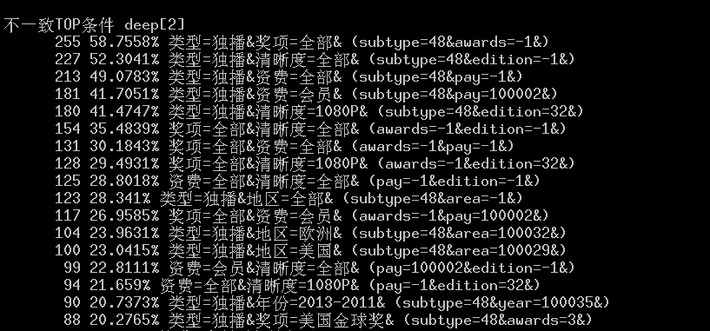 不一致TOP条件 deep[2]
255 58.7558% 类型=独播&奖项=全部& (subtype=48&awards=-1&)
227 52.3041% 类型=独播&清晰度=全部& (subtype=48&edition=-1&)
213 49.0783% 类型=独播&资费=全部& (subtype=48&pay=-1&)
181 41.7051% 类型=独播&资费=会员& (subtype=48&pay=100002&)
180 41.4747% 类型=独播&清晰度=1080P& (subtype=48&edition=32&)
154 35.4839% 奖项=全部&清晰度=全部& (awards=-1&edition=-1&)
131 30.1843% 奖项=全部&资费=全部& (awards=-1&pay=-1&)
128 29.4931% 奖项=全部&清晰度=1080P& (awards=-1&edition=32&)
125 28.8018% 资费=全部&清晰度=全部& (pay=-1&edition=-1&)
123 28.341% 类型=独播&地区=全部& (subtype=48&area=-1&)
117 26.9585% 奖项=全部&资费=会员& (awards=-1&pay=100002&)
104 23.9631% 类型=独播&地区=欧洲& (subtype=48&area=100032&)
100 23.0415% 类型=独播&地区=美国& (subtype=48&area=100029&)
99 22.8111% 资费=会员&清晰度=全部& (pay=100002&edition=-1&)
94 21.659% 资费=全部&清晰度=1080P& (pay=-1&edition=32&)
90 20.7373% 类型=独播&年份=2013-2011& (subtype=48&year=100035&)
88 20.2765% 类型=独播&奖项=美国金球奖& (subtype=48&awards=3&)